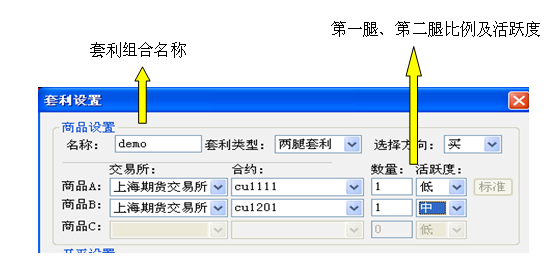 第一腿、第二腿比例及活跃度
套利组合名称
套利设置
商品设置
名称: demo 套利类型: 两腿套利 选择方向: 买
交易所: 合约: 数量: 活跃度:
商品A: 上海期货交易所 cu1111 1 低 标准
商品B: 上海期货交易所 cu1201 1 中
商品C: 0 低